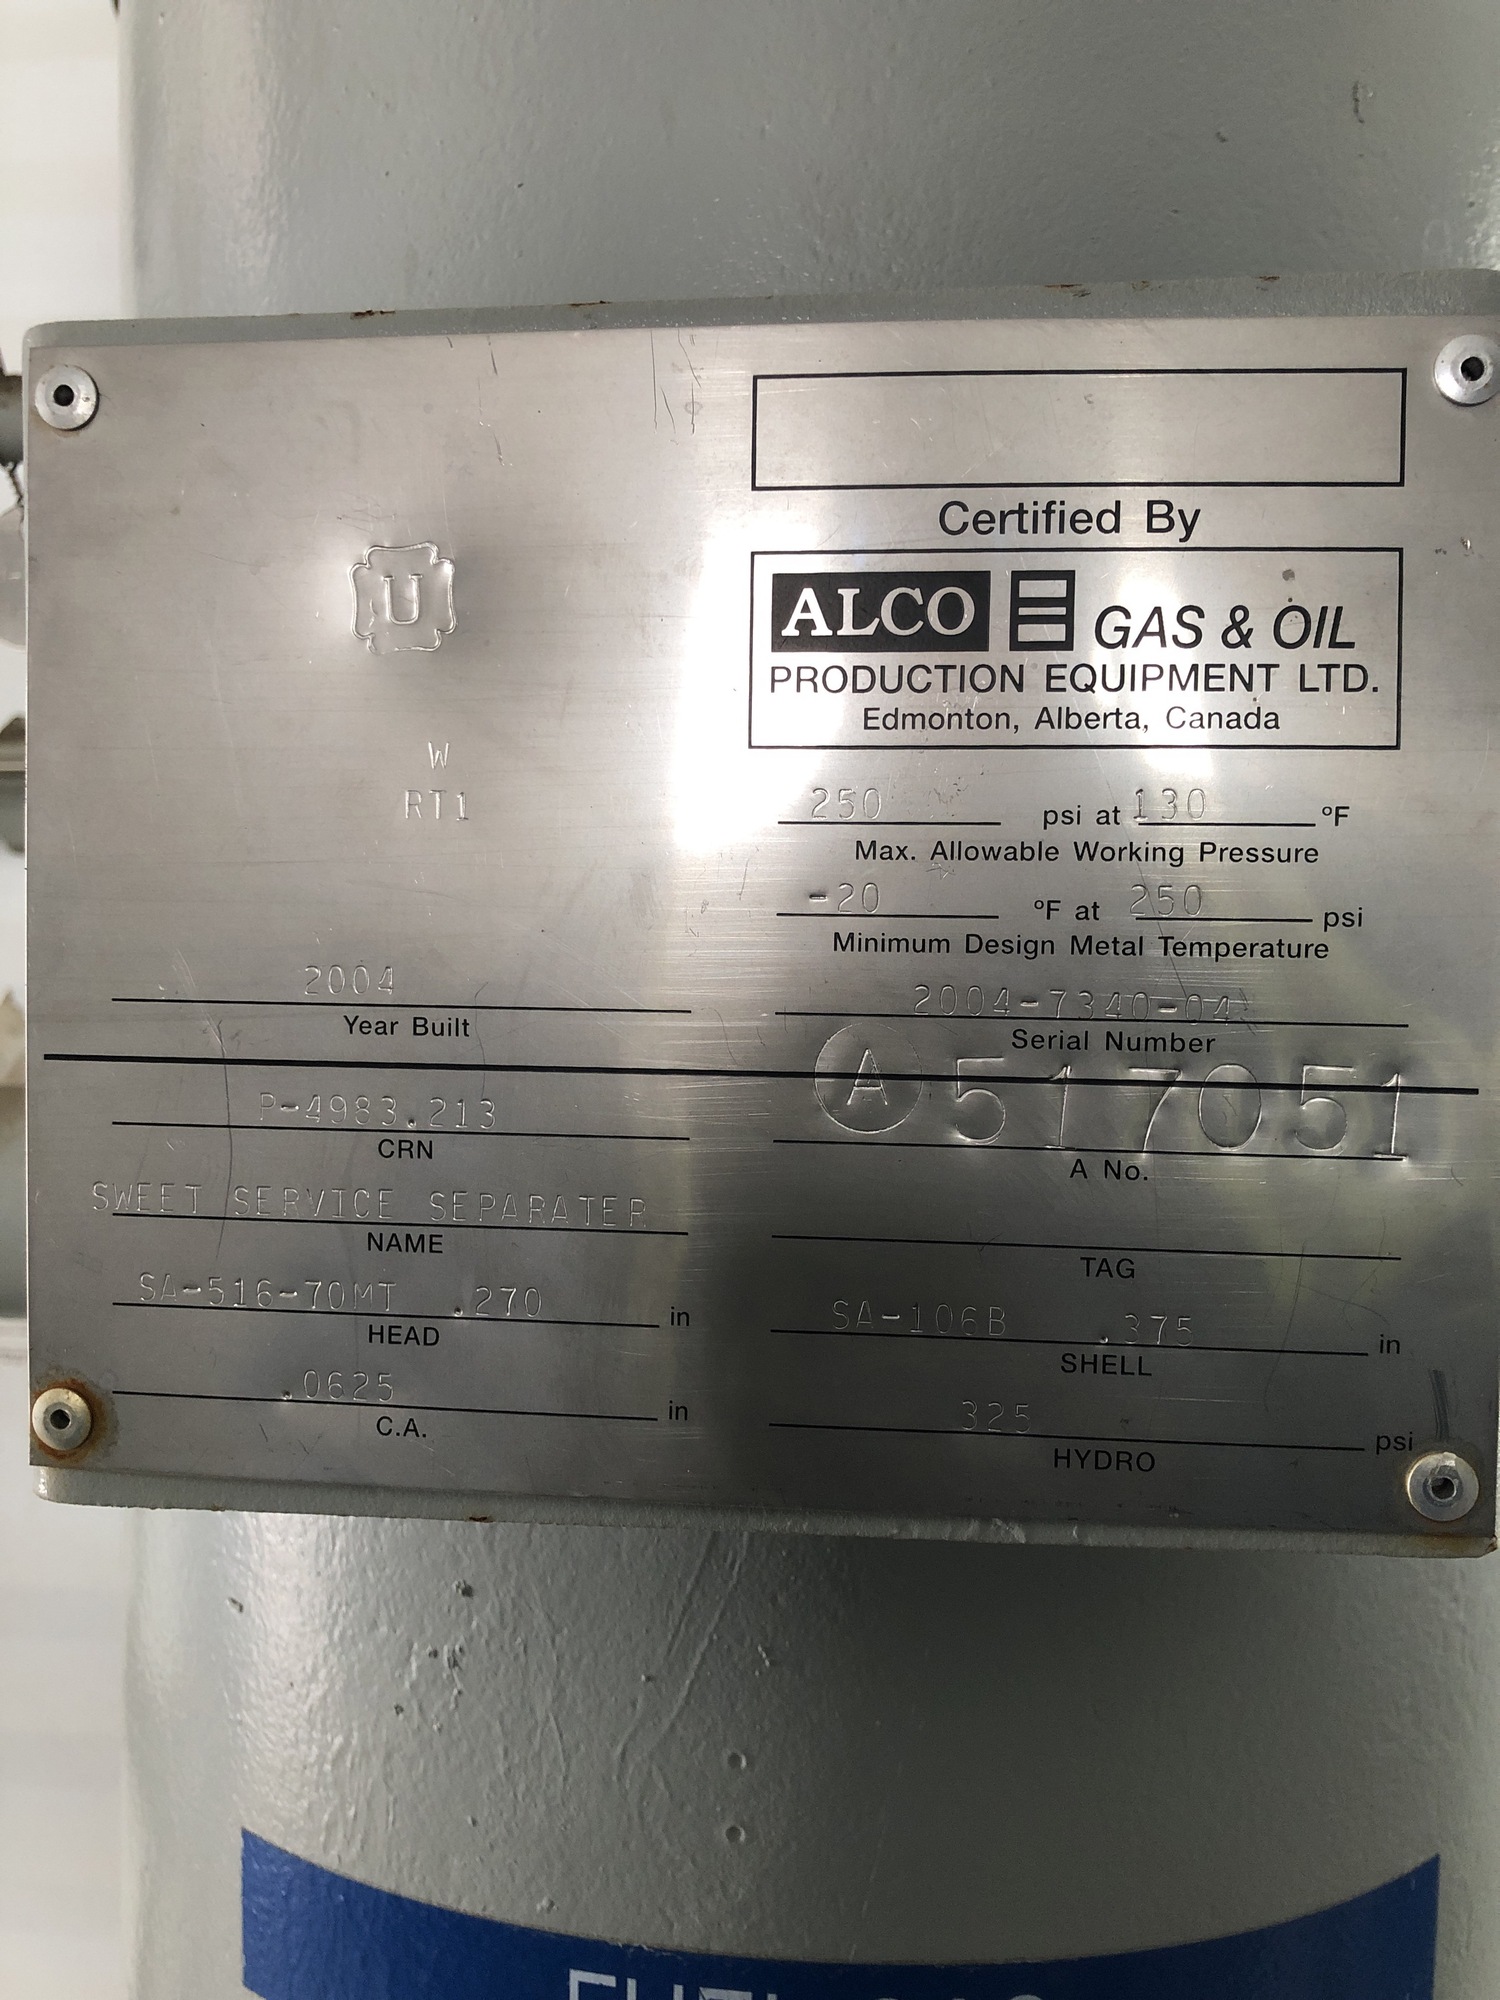 Certified By
ALCO GAS & OIL
PRODUCTION EQUIPMENT LTD.
Edmonton, Alberta, Canada
U
W
RT1
250 psi at 130 ºF
Max. Allowable Working Pressure
-20 ºF at 250 psi
Minimum Design Metal Temperature
2004
Year Built
2004-7340-04
Serial Number
P-4983.213
CRN
A 517051
A No.
SWEET SERVICE SEPARATER
NAME
TAG
SA-516-70MT .270 in
HEAD
SA-106B .375 in
SHELL
.0625 in
C.A.
325 psi
HYDRO